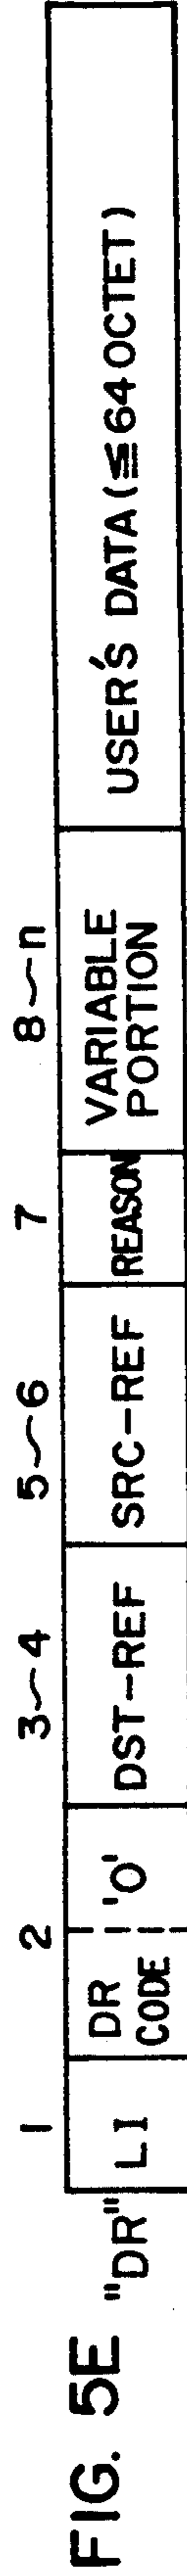 1 2 3~4 5~6 7 8~n
FIG. 5E "DR" LI DR CODE '0' DST-REF SRC-REF REASON VARIABLE PORTION USER'S DATA (≦64 OCTET)